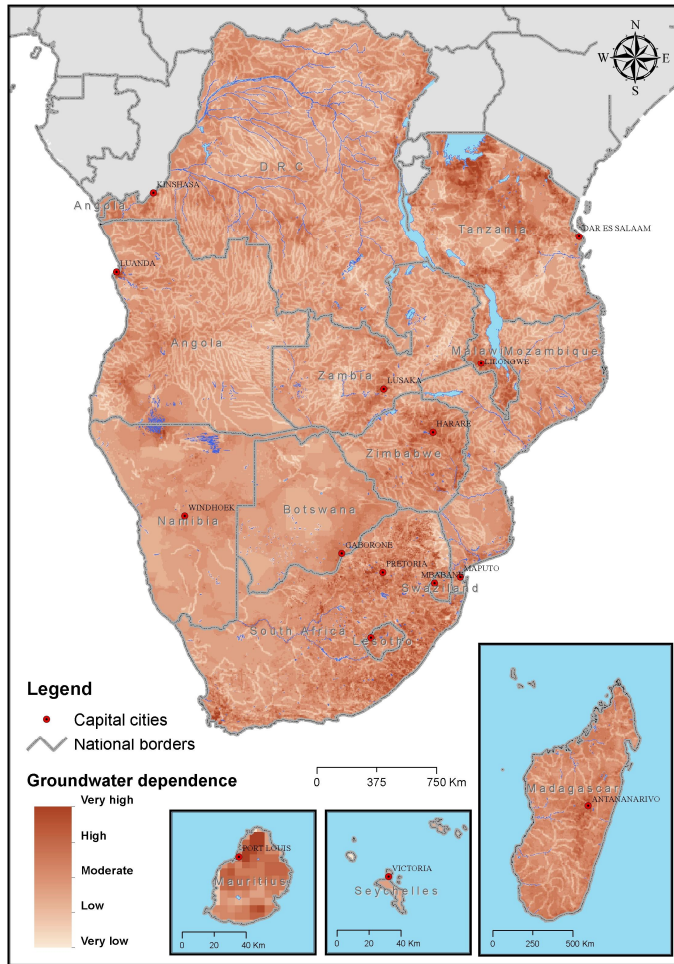 N
W E
S
D R C
KINSHASA
Angola
Tanzania
DAR ES SALAAM
LUANDA
Angola
Malawi
Mozambique
LILONGWE
Zambia
LUSAKA
HARARE
Zimbabwe
Botswana
WINDHOEK
Namibia
GABORONE
PRETORIA
MBABANE
MAPUTO
Swaziland
South Africa
Lesotho
Legend
Capital cities
National borders
Groundwater dependence
Very high
High
Moderate
Low
Very low
0 375 750 Km
PORT LOUIS
Mauritius
0 20 40 Km
VICTORIA
Seychelles
0 20 40 Km
Madagascar
ANTANANARIVO
0 250 500 Km